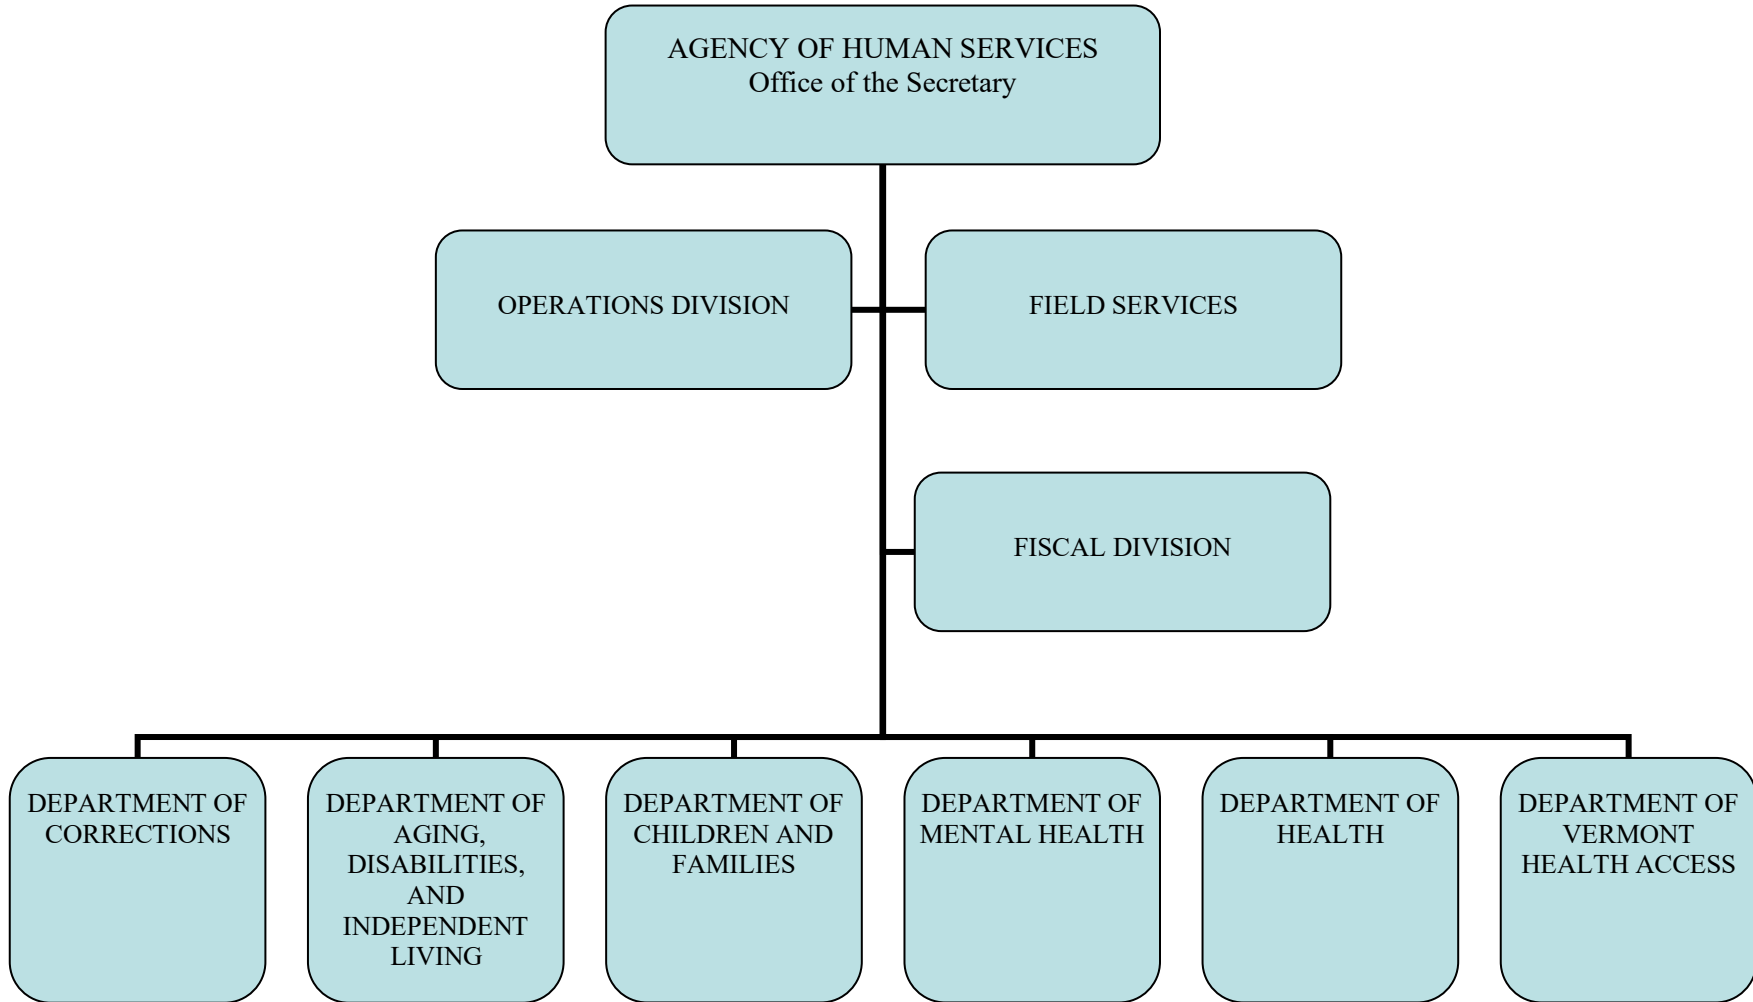 AGENCY OF HUMAN SERVICES
Office of the Secretary
OPERATIONS DIVISION
FIELD SERVICES
FISCAL DIVISION
DEPARTMENT OF
CORRECTIONS
DEPARTMENT OF
AGING,
DISABILITIES,
AND
INDEPENDENT
LIVING
DEPARTMENT OF
CHILDREN AND
FAMILIES
DEPARTMENT OF
MENTAL HEALTH
DEPARTMENT OF
HEALTH
DEPARTMENT OF
VERMONT
HEALTH ACCESS